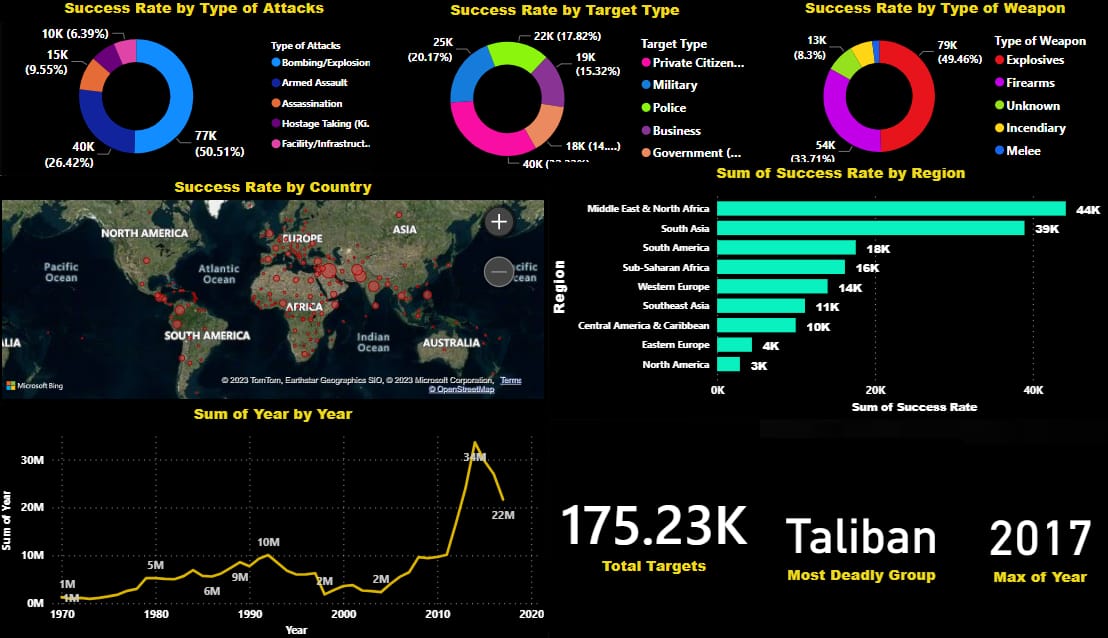 Success Rate by Type of Attacks
10K (6.39%)
15K
(9.55%)
40K
(26.42%)
77K
(50.51%)
Type of Attacks
Bombing/Explosion
Armed Assault
Assassination
Hostage Taking (Ki..
Facility/Infrastruct..
Success Rate by Target Type
22K (17.82%)
25K
(20.17%)
19K
(15.32%)
18K (14....)
40K
Target Type
Private Citizen...
Military
Police
Business
Government (...
Success Rate by Type of Weapon
13K
(8.3%)
79K
(49.46%)
54K
(33.71%)
Type of Weapon
Explosives
Firearms
Unknown
Incendiary
Melee
Success Rate by Country
NORTH AMERICA
EUROPE
ASIA
Pacific
Ocean
Atlantic
Ocean
cific
cean
AFRICA
SOUTH AMERICA
Indian
Ocean
AUSTRALIA
ALIA
Microsoft Bing
© 2023 TomTom, Earthstar Geographics SIO, © 2023 Microsoft Corporation, Terms
© OpenStreetMap
Sum of Success Rate by Region
Region
Middle East & North Africa 44K
South Asia 39K
South America 18K
Sub-Saharan Africa 16K
Western Europe 14K
Southeast Asia 11K
Central America & Caribbean 10K
Eastern Europe 4K
North America 3K
0K 20K 40K
Sum of Success Rate
Sum of Year by Year
Sum of Year
30M
20M
10M
0M
1M
1M
5M
6M
9M
10M
2M
2M
34M
22M
1970 1980 1990 2000 2010 2020
Year
175.23K
Total Targets
Taliban
Most Deadly Group
2017
Max of Year